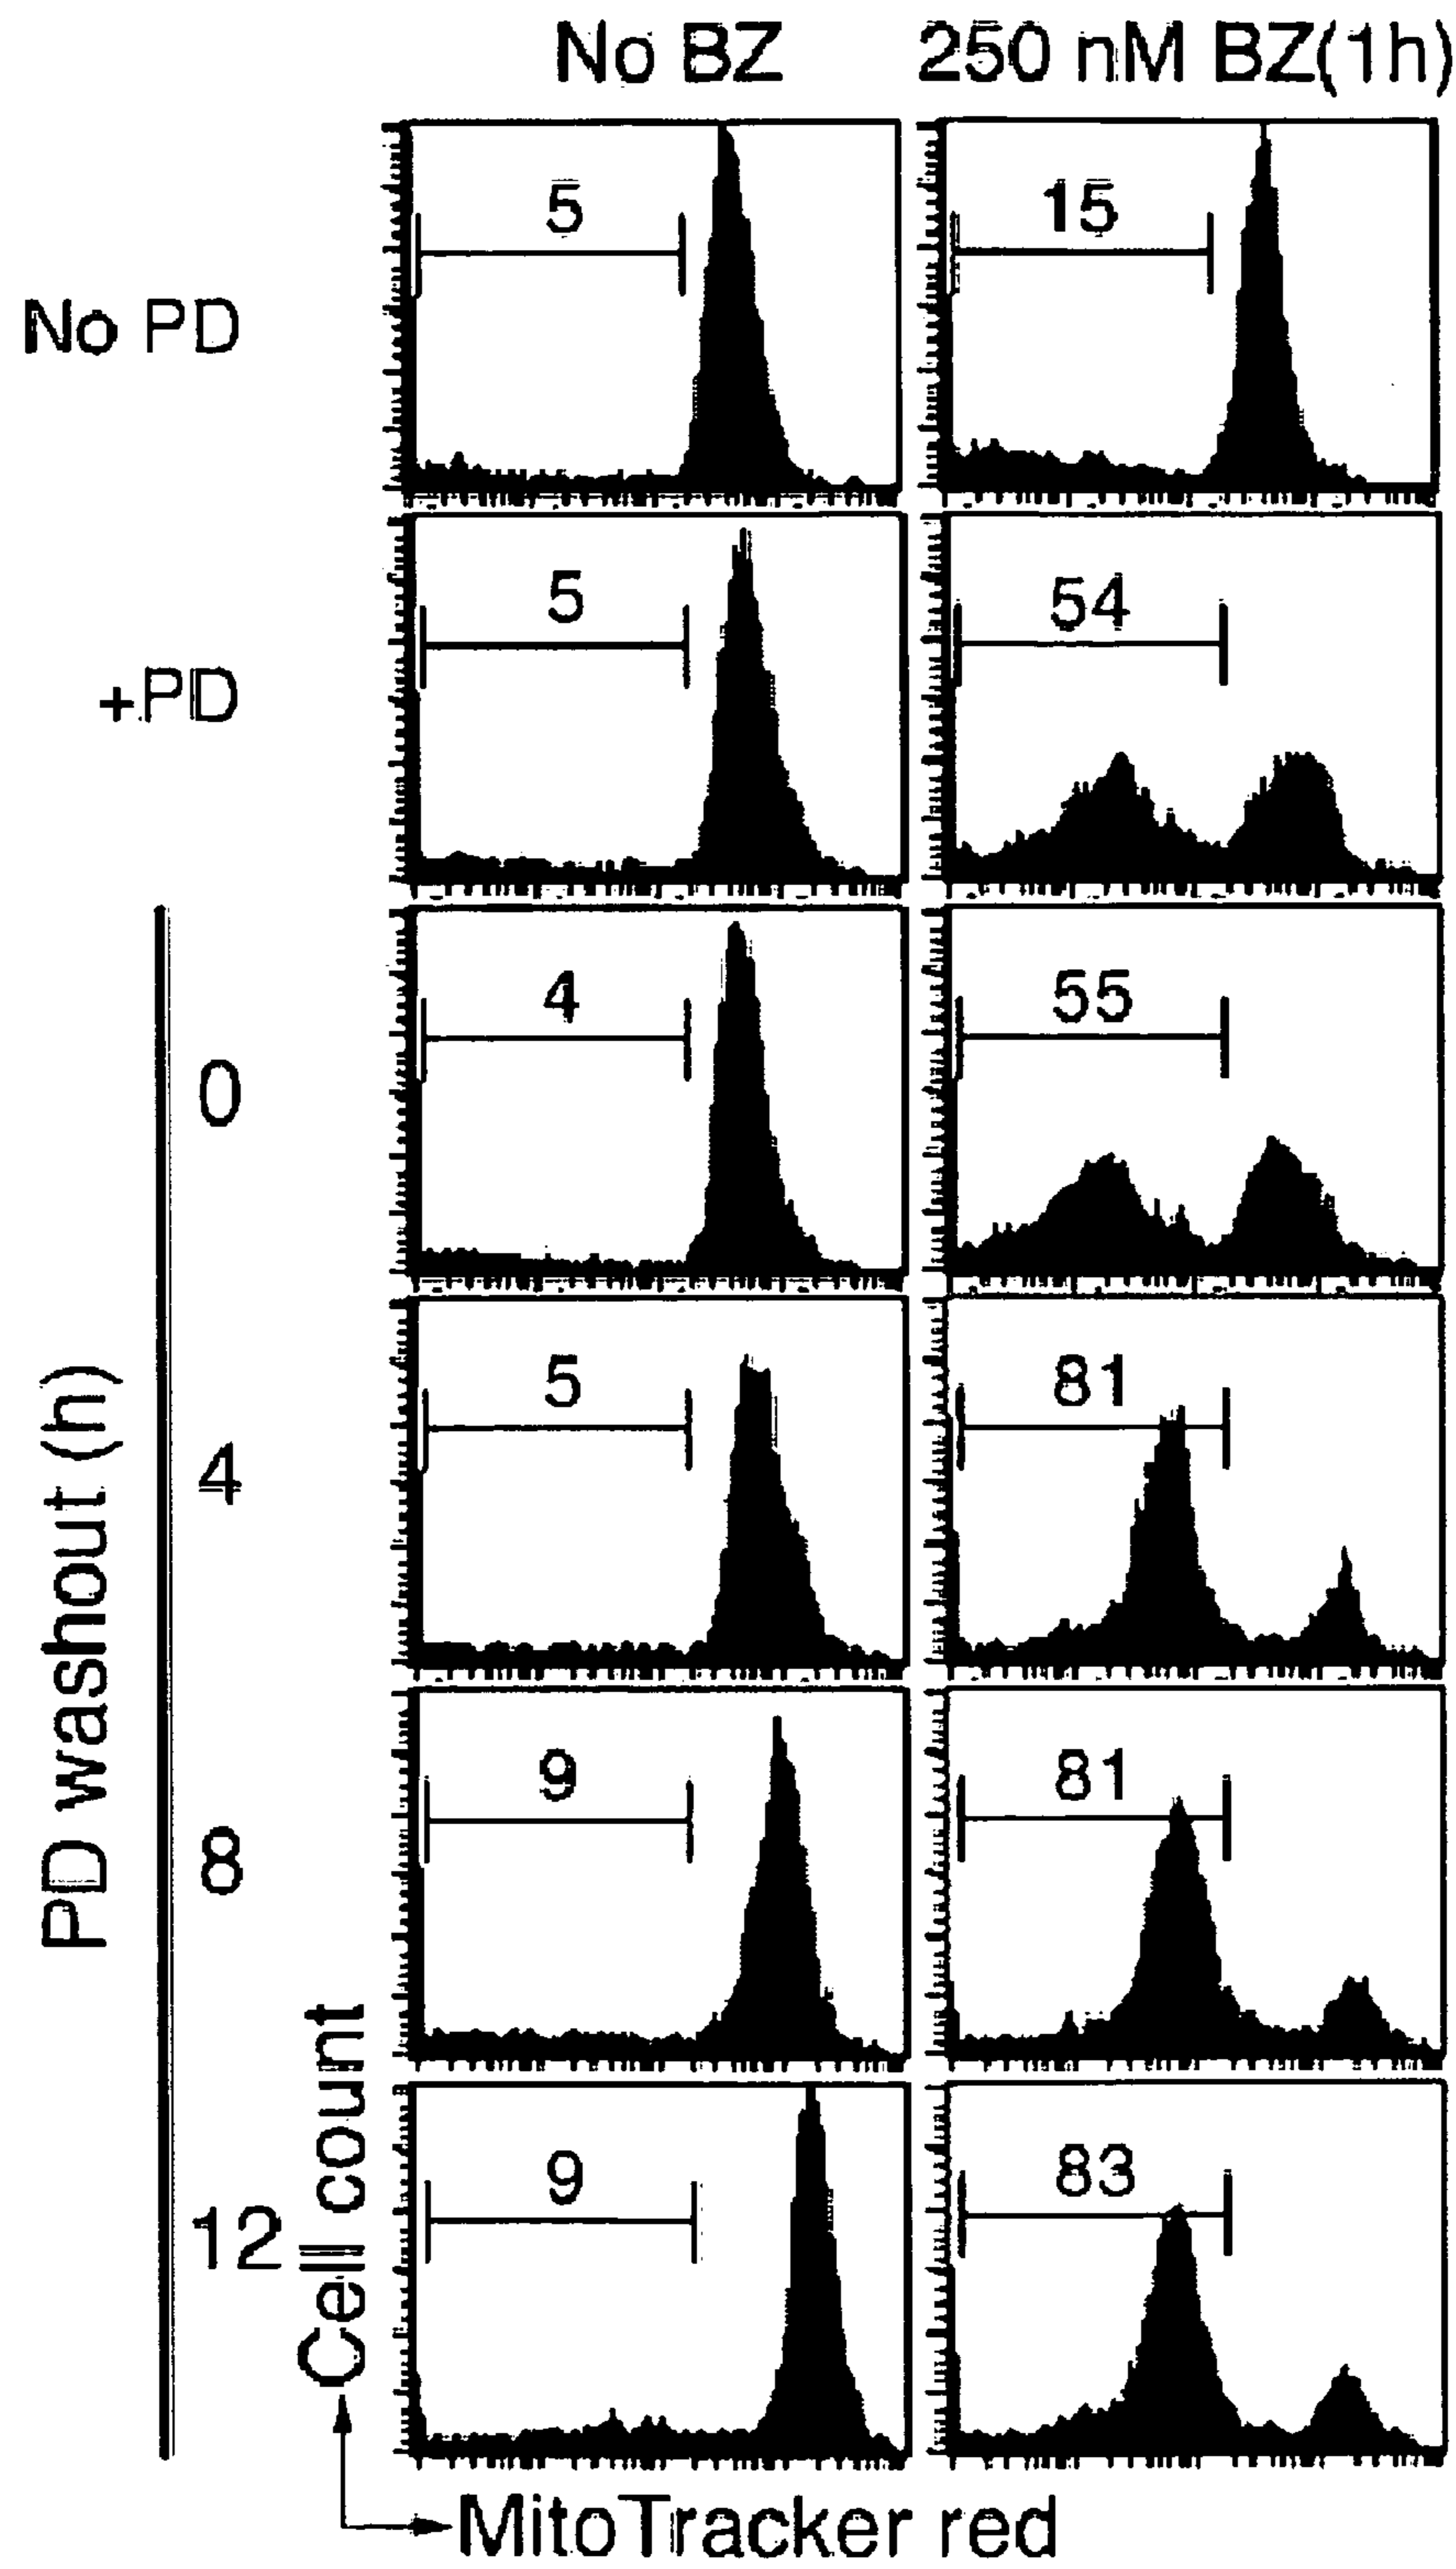 No BZ 250 nM BZ(1h)
No PD
5 15
+PD
5 54
PD washout (h)
0
4 55
4
5 81
8
9 81
12
9 83
Cell count
MitoTracker red